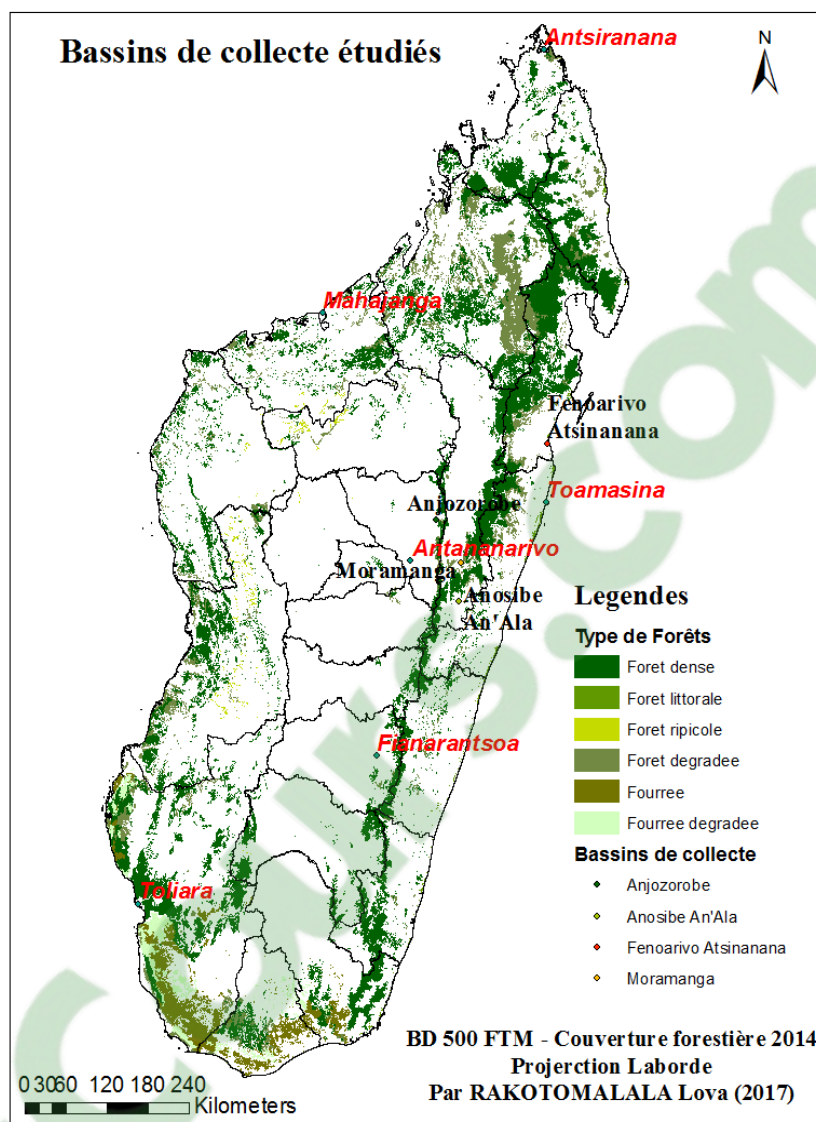 Bassins de collecte étudiés
Antsiranana
N
Mahajanga
Fenoarivo
Atsinanana
Toamasina
Anjozorobe
Antananarivo
Moramanga
Anosibe
An'Ala
Fianarantsoa
Toliara
Legendes
Type de Forêts
Foret dense
Foret littorale
Foret ripicole
Foret degradee
Fourree
Fourree degradee
Bassins de collecte
Anjozorobe
Anosibe An'Ala
Fenoarivo Atsinanana
Moramanga
BD 500 FTM - Couverture forestière 2014
Projerction Laborde
Par RAKOTOMALALA Lova (2017)
0 30 60 120 180 240
Kilometers
Cours.com